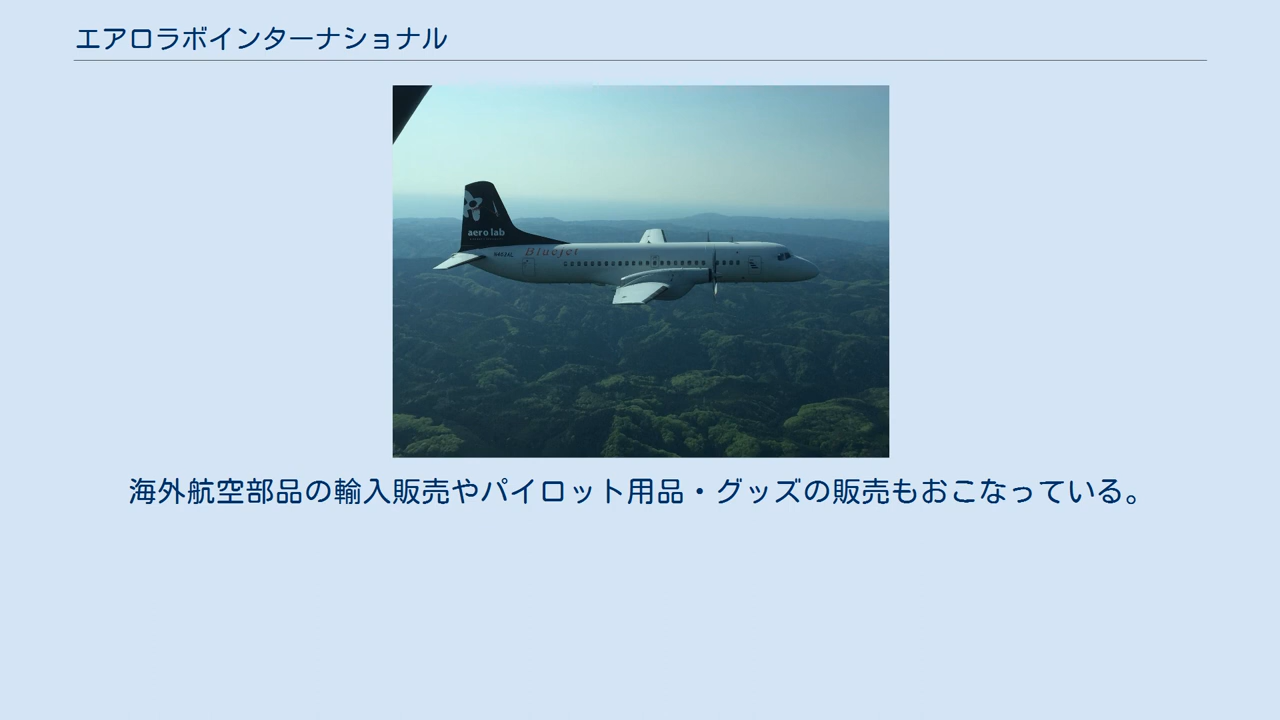 エアロラボインターナショナル
aero lab
Bluejet
海外航空部品の輸入販売やパイロット用品・グッズの販売もおこなっている。